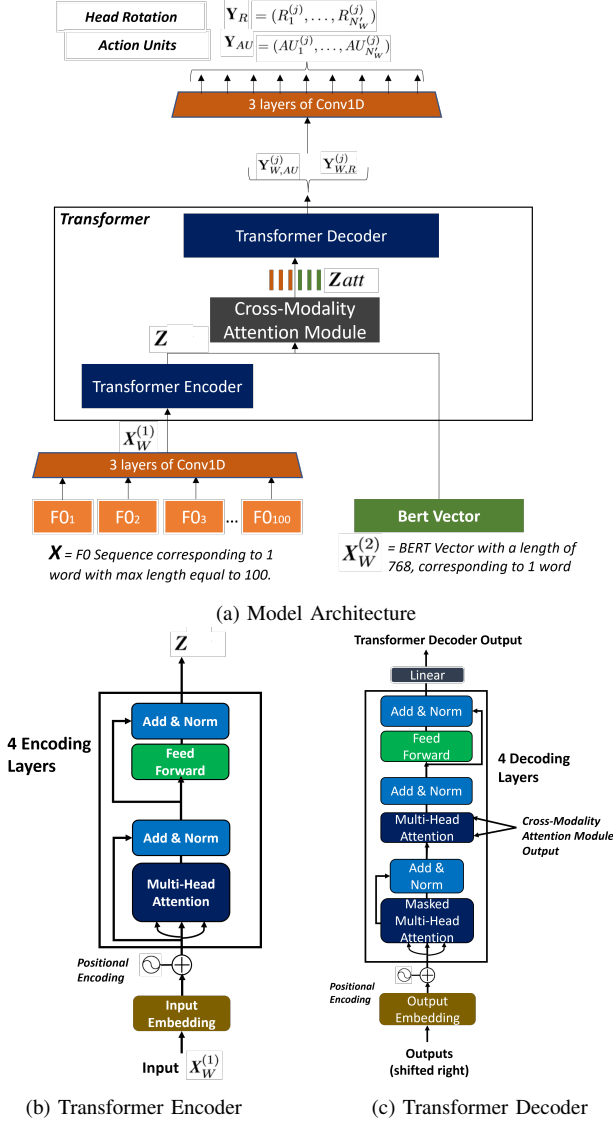 Head Rotation Y_R = (R_1^{(j)}, . . . , R_{N'_W}^{(j)})
Action Units Y_{AU} = (AU_1^{(j)}, . . . , AU_{N'_W}^{(j)})
3 layers of Conv1D
Y_{W,AU}^{(j)} Y_{W,R}^{(j)}
Transformer
Transformer Decoder
Zatt
Cross-Modality
Attention Module
Z
Transformer Encoder
X_W^{(1)}
3 layers of Conv1D
F0₁ F0₂ F0₃ ... F0₁₀₀
Bert Vector
X = F0 Sequence corresponding to 1
word with max length equal to 100.
X_W^{(2)} = BERT Vector with a length of
768, corresponding to 1 word
(a) Model Architecture
Z
Add & Norm
Feed
Forward
4 Encoding
Layers
Add & Norm
Multi-Head
Attention
Positional
Encoding
Input
Embedding
Input X_W^{(1)}
(b) Transformer Encoder
Transformer Decoder Output
Linear
Add & Norm
Feed
Forward
4 Decoding
Layers
Add & Norm
Multi-Head
Attention
Cross-Modality
Attention Module
Output
Add &
Norm
Masked
Multi-Head
Attention
Positional
Encoding
Output
Embedding
Outputs
(shifted right)
(c) Transformer Decoder